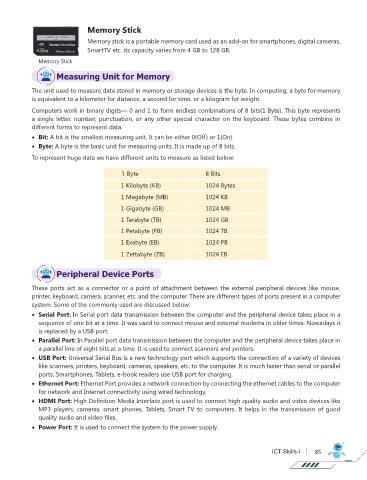 Memory Stick
Memory stick is a portable memory card used as an add-on for smartphones, digital cameras,
SmartTV etc. its capacity varies from 4 GB to 128 GB.
Memory Stick
Measuring Unit for Memory
The unit used to measure data stored in memory or storage devices is the byte. In computing, a byte for memory
is equivalent to a kilometer for distance, a second for time, or a kilogram for weight.
Computers work in binary digits— 0 and 1 to form endless combinations of 8 bits(1 Byte). This byte represents
a single letter, number, punctuation, or any other special character on the keyboard. These bytes combine in
different forms to represent data.
• Bit: A bit is the smallest measuring unit. It can be either 0(Off) or 1(On).
• Byte: A byte is the basic unit for measuring units. It is made up of 8 bits.
To represent huge data we have different units to measure as listed below:
1 Byte 8 Bits
1 Kilobyte (KB) 1024 Bytes
1 Megabyte (MB) 1024 KB
1 Gigabyte (GB) 1024 MB
1 Terabyte (TB) 1024 GB
1 Petabyte (PB) 1024 TB
1 Exabyte (EB) 1024 PB
1 Zettabyte (ZB) 1024 EB
Peripheral Device Ports
These ports act as a connector or a point of attachment between the external peripheral devices like mouse,
printer, keyboard, camera, scanner, etc. and the computer. There are different types of ports present in a computer
system. Some of the commonly used are discussed below:
• Serial Port: In Serial port data transmission between the computer and the peripheral device takes place in a
sequence of one bit at a time. It was used to connect mouse and external modems in older times. Nowadays it
is replaced by a USB port.
• Parallel Port: In Parallel port data transmission between the computer and the peripheral device takes place in
a parallel line of eight bits at a time. It is used to connect scanners and printers.
• USB Port: Universal Serial Bus is a new technology port which supports the connection of a variety of devices
like scanners, printers, keyboard, cameras, speakers, etc. to the computer. It is much faster than serial or parallel
ports. Smartphones, Tablets, e-book readers use USB port for charging.
• Ethernet Port: Ethernet Port provides a network connection by connecting the ethernet cables to the computer
for network and Internet connectivity using wired technology.
• HDMI Port: High Definition Media Interface port is used to connect high quality audio and video devices like
MP3 players, cameras, smart phones, Tablets, Smart TV to computers. It helps in the transmission of good
quality audio and video files.
• Power Port: It is used to connect the system to the power supply.
ICT Skills-I 85